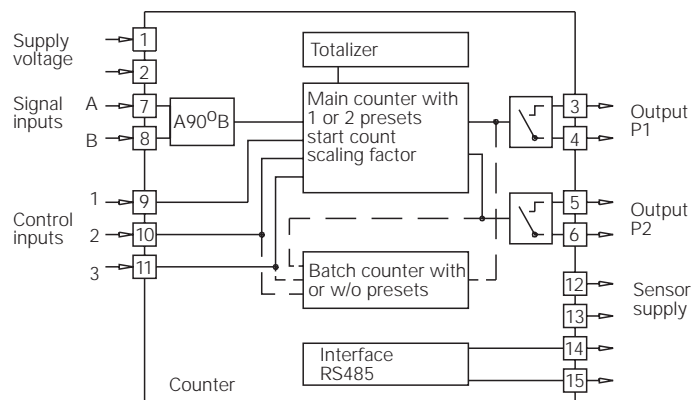 Supply
voltage
1
2
Signal
inputs
A
B
7
8
A90ºB
Totalizer
Main counter with
1 or 2 presets
start count
scaling factor
3
4
Output
P1
Control
inputs
1
2
3
9
10
11
5
6
Output
P2
Batch counter with
or w/o presets
12
13
Sensor
supply
Interface
RS485
14
15
Counter